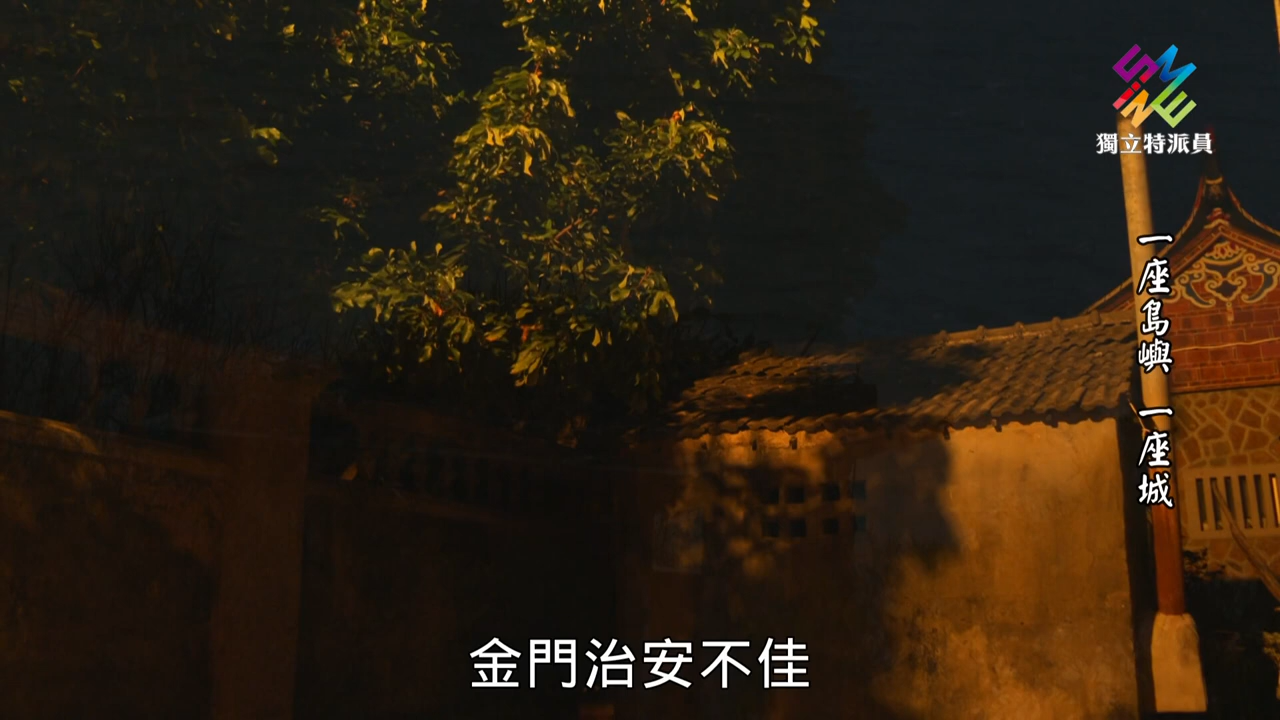 獨立特派員
一座島嶼 一座城
金門治安不佳